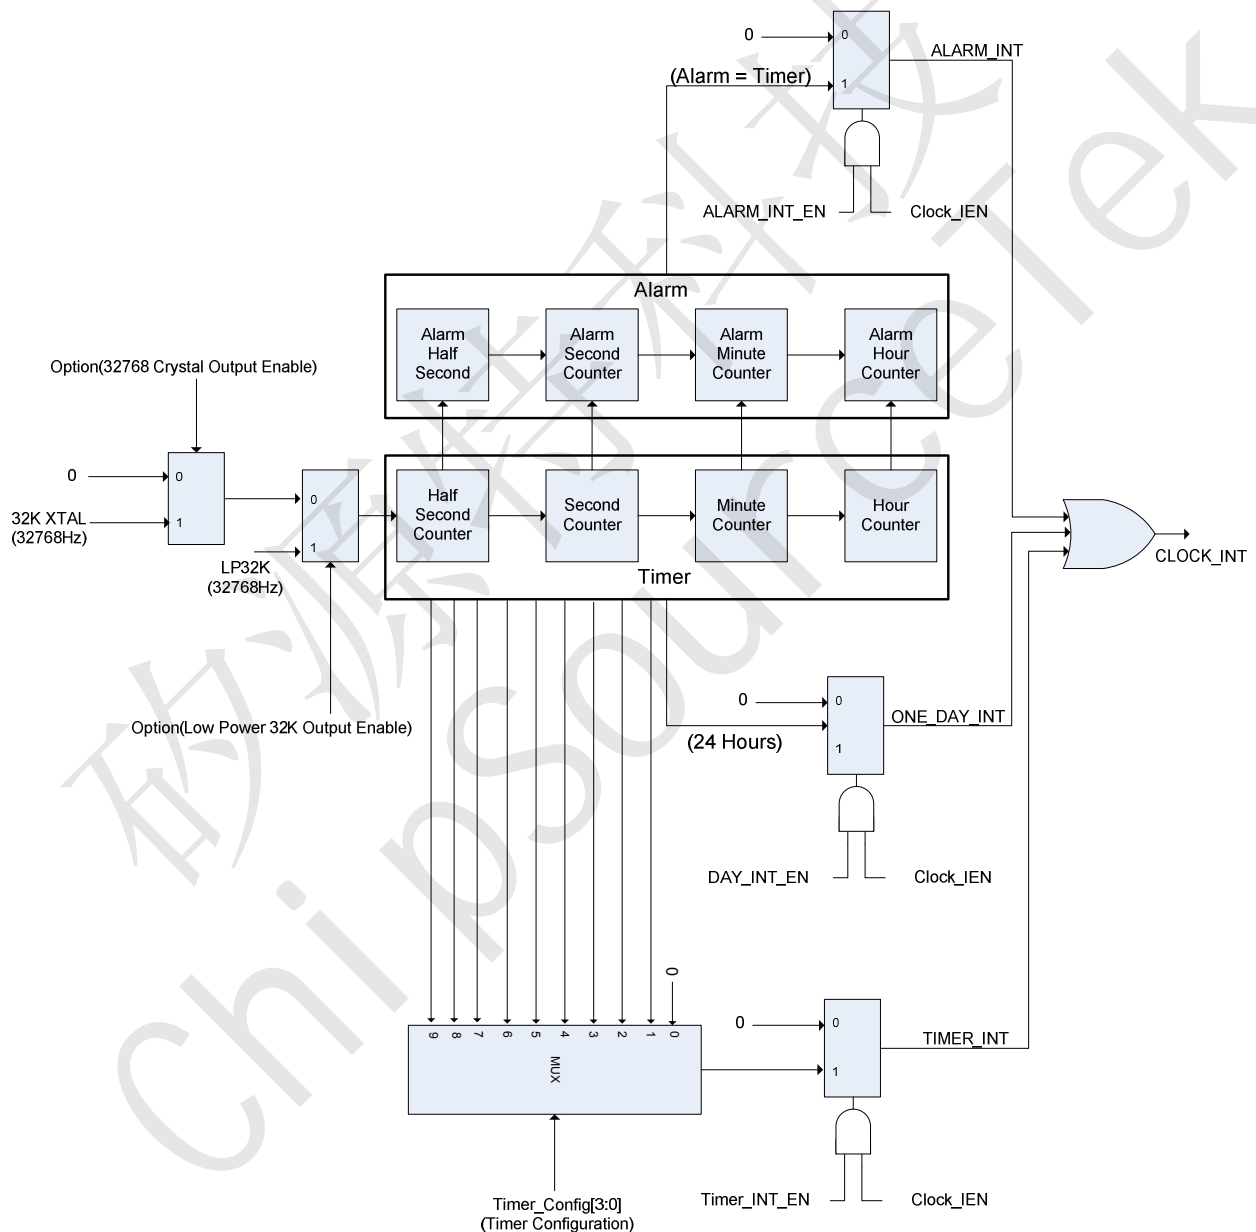 0
0
ALARM_INT
(Alarm = Timer)
1
ALARM_INT_EN
Clock_IEN
Alarm
Alarm
Half
Second
Alarm
Second
Counter
Alarm
Minute
Counter
Alarm
Hour
Counter
Option(32768 Crystal Output Enable)
0
0
32K XTAL
(32768Hz)
1
0
1
LP32K
(32768Hz)
Half
Second
Counter
Second
Counter
Minute
Counter
Hour
Counter
Timer
CLOCK_INT
Option(Low Power 32K Output Enable)
0
0
1
(24 Hours)
ONE_DAY_INT
DAY_INT_EN
Clock_IEN
0
9
8
7
6
5
4
3
2
1
0
MUX
0
0
1
TIMER_INT
Timer_INT_EN
Clock_IEN
Timer_Config[3:0]
(Timer Configuration)
矽源特科技
ChipSourceTek